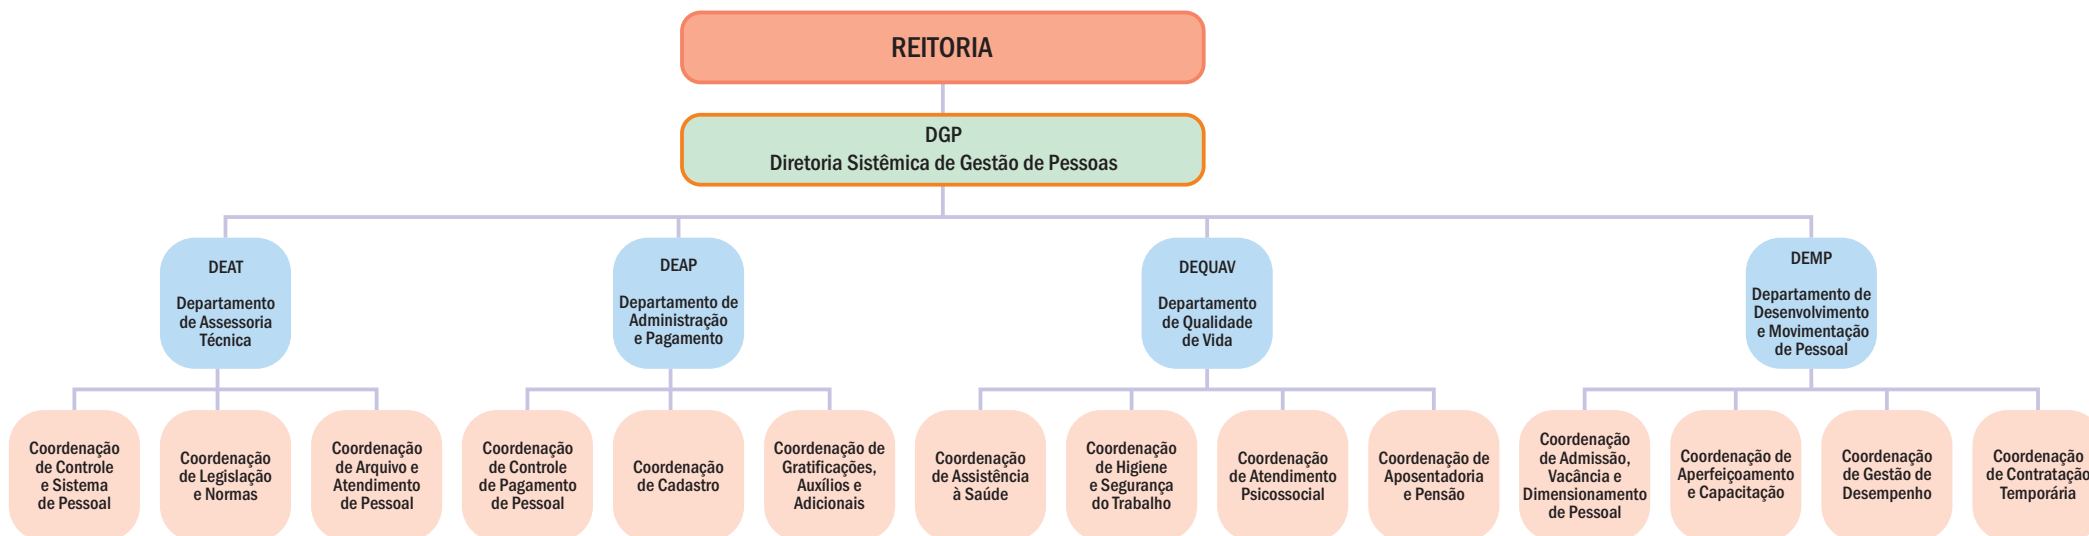 REITORIA
DGP
Diretoria Sistêmica de Gestão de Pessoas
DEAT
Departamento
de Assessoria
Técnica
DEAP
Departamento de
Administração
e Pagamento
DEQUAV
Departamento
de Qualidade
de Vida
DEMP
Departamento de
Desenvolvimento
e Movimentação
de Pessoal
Coordenação
de Controle
e Sistema
de Pessoal
Coordenação
de Legislação
e Normas
Coordenação
de Arquivo e
Atendimento
de Pessoal
Coordenação
de Controle
de Pagamento
de Pessoal
Coordenação
de Cadastro
Coordenação de
Gratificações,
Auxílios e
Adicionais
Coordenação
de Assistência
à Saúde
Coordenação
de Higiene
e Segurança
do Trabalho
Coordenação
de Atendimento
Psicossocial
Coordenação de
Aposentadoria
e Pensão
Coordenação
de Admissão,
Vacância e
Dimensionamento
de Pessoal
Coordenação de
Aperfeiçoamento
e Capacitação
Coordenação
de Gestão de
Desempenho
Coordenação
de Contratação
Temporária